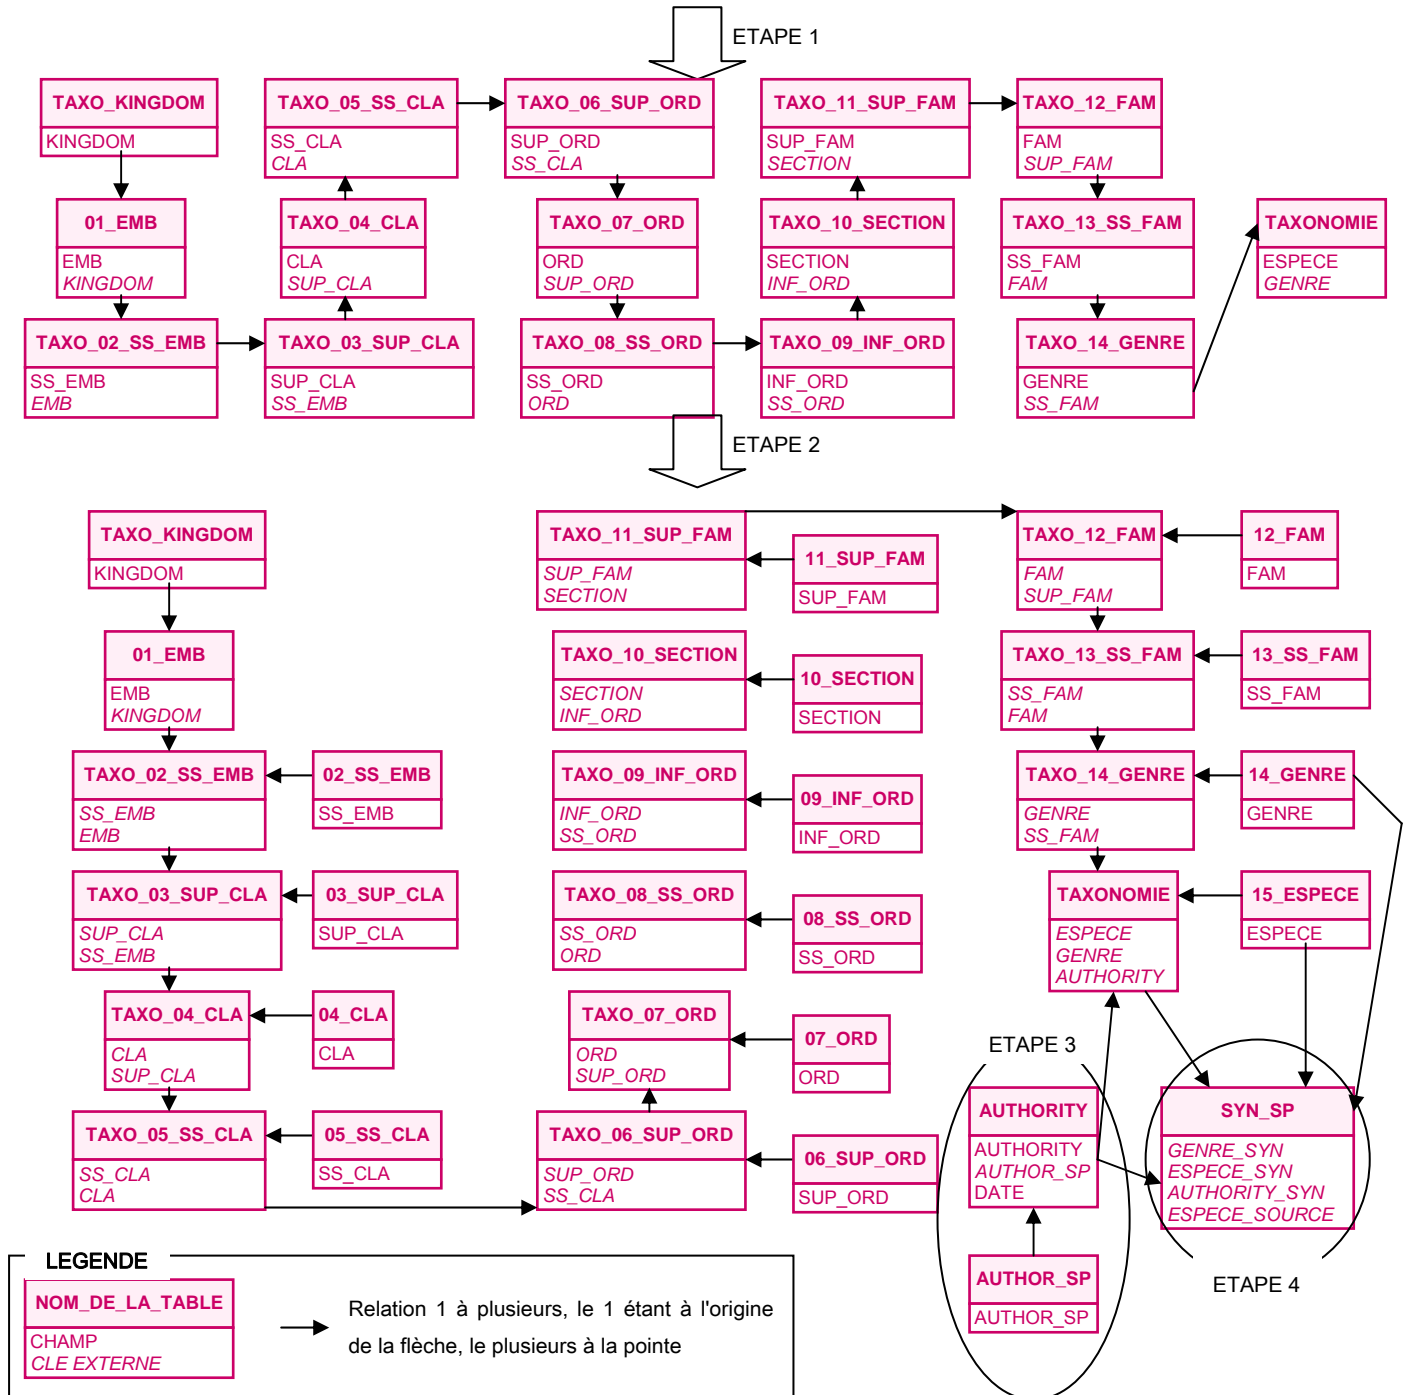 ETAPE 1
TAXO_KINGDOM
KINGDOM
01_EMB
EMB
KINGDOM
TAXO_02_SS_EMB
SS_EMB
EMB
TAXO_03_SUP_CLA
SUP_CLA
SS_EMB
TAXO_04_CLA
CLA
SUP_CLA
TAXO_05_SS_CLA
SS_CLA
CLA
TAXO_06_SUP_ORD
SUP_ORD
SS_CLA
TAXO_07_ORD
ORD
SUP_ORD
TAXO_08_SS_ORD
SS_ORD
ORD
TAXO_09_INF_ORD
INF_ORD
SS_ORD
TAXO_10_SECTION
SECTION
INF_ORD
TAXO_11_SUP_FAM
SUP_FAM
SECTION
TAXO_12_FAM
FAM
SUP_FAM
TAXO_13_SS_FAM
SS_FAM
FAM
TAXO_14_GENRE
GENRE
SS_FAM
TAXONOMIE
ESPECE
GENRE
ETAPE 2
TAXO_KINGDOM
KINGDOM
01_EMB
EMB
KINGDOM
TAXO_02_SS_EMB
SS_EMB
EMB
02_SS_EMB
SS_EMB
TAXO_03_SUP_CLA
SUP_CLA
SS_EMB
03_SUP_CLA
SUP_CLA
TAXO_04_CLA
CLA
SUP_CLA
04_CLA
CLA
TAXO_05_SS_CLA
SS_CLA
CLA
05_SS_CLA
SS_CLA
TAXO_11_SUP_FAM
SUP_FAM
SECTION
11_SUP_FAM
SUP_FAM
TAXO_10_SECTION
SECTION
INF_ORD
10_SECTION
SECTION
TAXO_09_INF_ORD
INF_ORD
SS_ORD
09_INF_ORD
INF_ORD
TAXO_08_SS_ORD
SS_ORD
ORD
08_SS_ORD
SS_ORD
TAXO_07_ORD
ORD
SUP_ORD
07_ORD
ORD
TAXO_06_SUP_ORD
SUP_ORD
SS_CLA
06_SUP_ORD
SUP_ORD
TAXO_12_FAM
FAM
SUP_FAM
12_FAM
FAM
TAXO_13_SS_FAM
SS_FAM
FAM
13_SS_FAM
SS_FAM
TAXO_14_GENRE
GENRE
SS_FAM
14_GENRE
GENRE
TAXONOMIE
ESPECE
GENRE
AUTHORITY
15_ESPECE
ESPECE
ETAPE 3
AUTHORITY
AUTHORITY
AUTHOR_SP
DATE
AUTHOR_SP
AUTHOR_SP
SYN_SP
GENRE_SYN
ESPECE_SYN
AUTHORITY_SYN
ESPECE_SOURCE
ETAPE 4
LEGENDE
NOM_DE_LA_TABLE
CHAMP
CLE EXTERNE
Relation 1 à plusieurs, le 1 étant à l'origine
de la flèche, le plusieurs à la pointe